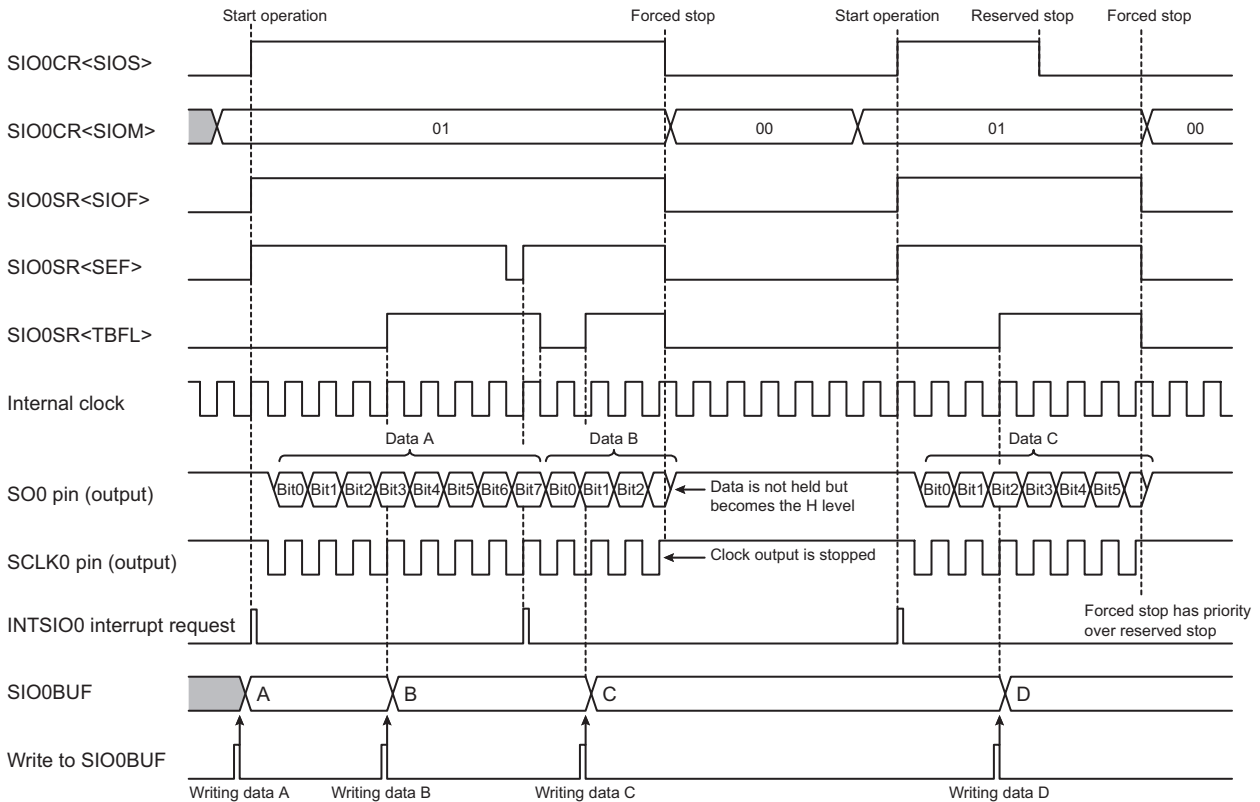 Start operation Forced stop Start operation Reserved stop Forced stop
SIO0CR<SIOS>
SIO0CR<SIOM> 01 00 01 00
SIO0SR<SIOF>
SIO0SR<SEF>
SIO0SR<TBFL>
Internal clock
Data A Data B Data C
SO0 pin (output) Bit0 Bit1 Bit2 Bit3 Bit4 Bit5 Bit6 Bit7 Bit0 Bit1 Bit2 Data is not held but Bit0 Bit1 Bit2 Bit3 Bit4 Bit5
becomes the H level
SCLK0 pin (output) Clock output is stopped
INTSIO0 interrupt request Forced stop has priority
over reserved stop
SIO0BUF A B C D
Write to SIO0BUF
Writing data A Writing data B Writing data C Writing data D